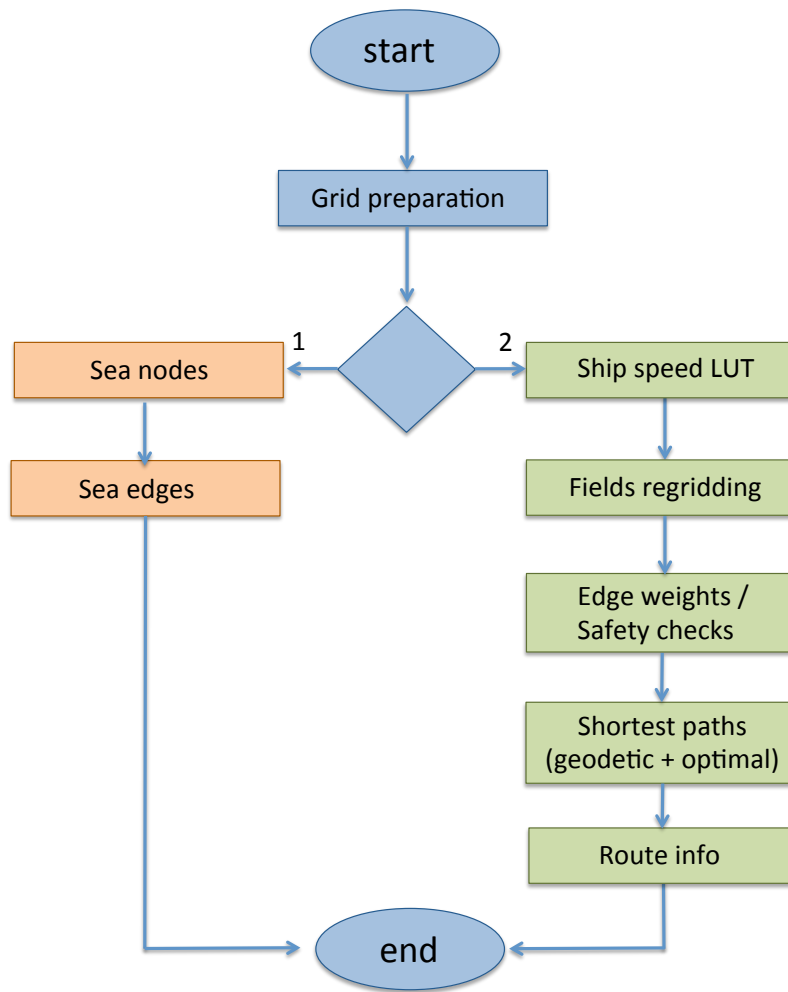 start
Grid preparation
1
2
Sea nodes
Ship speed LUT
Sea edges
Fields regridding
Edge weights /
Safety checks
Shortest paths
(geodetic + optimal)
Route info
end